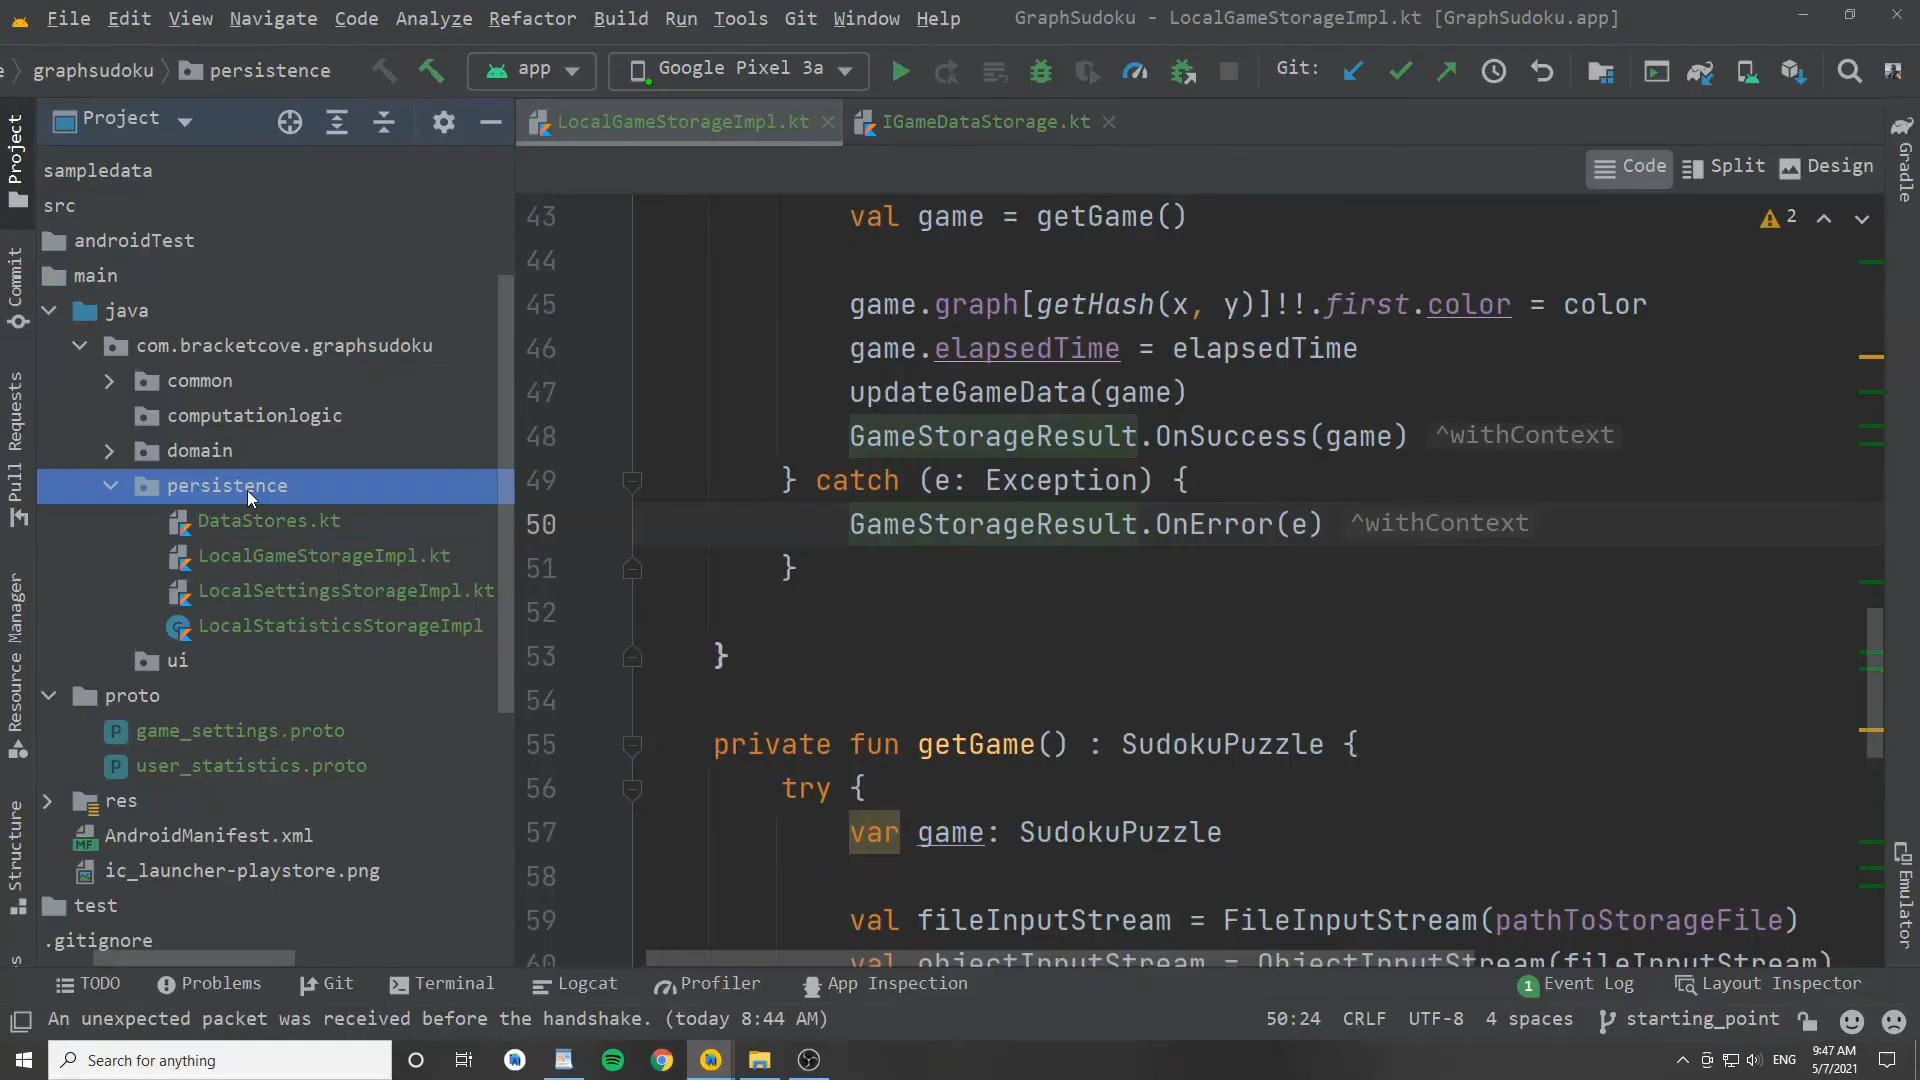 File Edit View Navigate Code Analyze Refactor Build Run Tools Git Window Help GraphSudoku - LocalGameStorageImpl.kt [GraphSudoku.app]
graphsudoku persistence app Google Pixel 3a Git:
Project LocalGameStorageImpl.kt IGameDataStorage.kt
Code Split Design
sampledata
src
androidTest
main
java
com.bracketcove.graphsudoku
common
computationlogic
domain
persistence
DataStores.kt
LocalGameStorageImpl.kt
LocalSettingsStorageImpl.kt
LocalStatisticsStorageImpl
ui
proto
game_settings.proto
user_statistics.proto
res
AndroidManifest.xml
ic_launcher-playstore.png
test
.gitignore
Project
Commit
Pull Requests
Resource Manager
Structure
2
43 val game = getGame()
44
45 game.graph[getHash(x, y)]!!.first.color = color
46 game.elapsedTime = elapsedTime
47 updateGameData(game)
48 GameStorageResult.OnSuccess(game) ^withContext
49 } catch (e: Exception) {
50 GameStorageResult.OnError(e) ^withContext
51 }
52
53 }
54
55 private fun getGame() : SudokuPuzzle {
56 try {
57 var game: SudokuPuzzle
58
59 val fileInputStream = FileInputStream(pathToStorageFile)
60 val objectInputStream = ObjectInputStream(fileInputStream)
Gradle
Emulator
TODO Problems Git Terminal Logcat Profiler App Inspection 1 Event Log Layout Inspector
An unexpected packet was received before the handshake. (today 8:44 AM) 50:24 CRLF UTF-8 4 spaces starting_point
Search for anything ENG 9:47 AM
5/7/2021